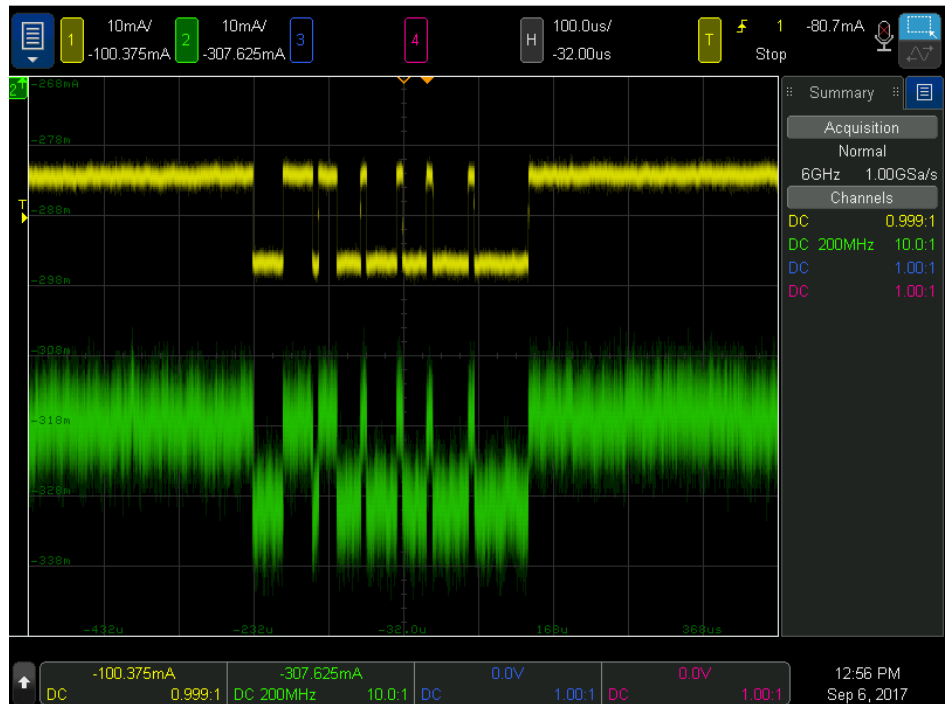 1 10mA/ -100.375mA 2 10mA/ -307.625mA 3 4 H 100.0us/ -32.00us T 1 -80.7mA Stop
2
-268mA
Summary
-278m
Acquisition
Normal
6GHz 1.00GSa/s
Channels
T
-288m
DC 0.999:1
DC 200MHz 10.0:1
DC 1.00:1
-298m
DC 1.00:1
-308m
-318m
-328m
-338m
-432u -232u -32.0u 168u 368us
-100.375mA -307.625mA 0.0V 0.0V 12:56 PM
DC 0.999:1 DC 200MHz 10.0:1 DC 1.00:1 DC 1.00:1 Sep 6, 2017